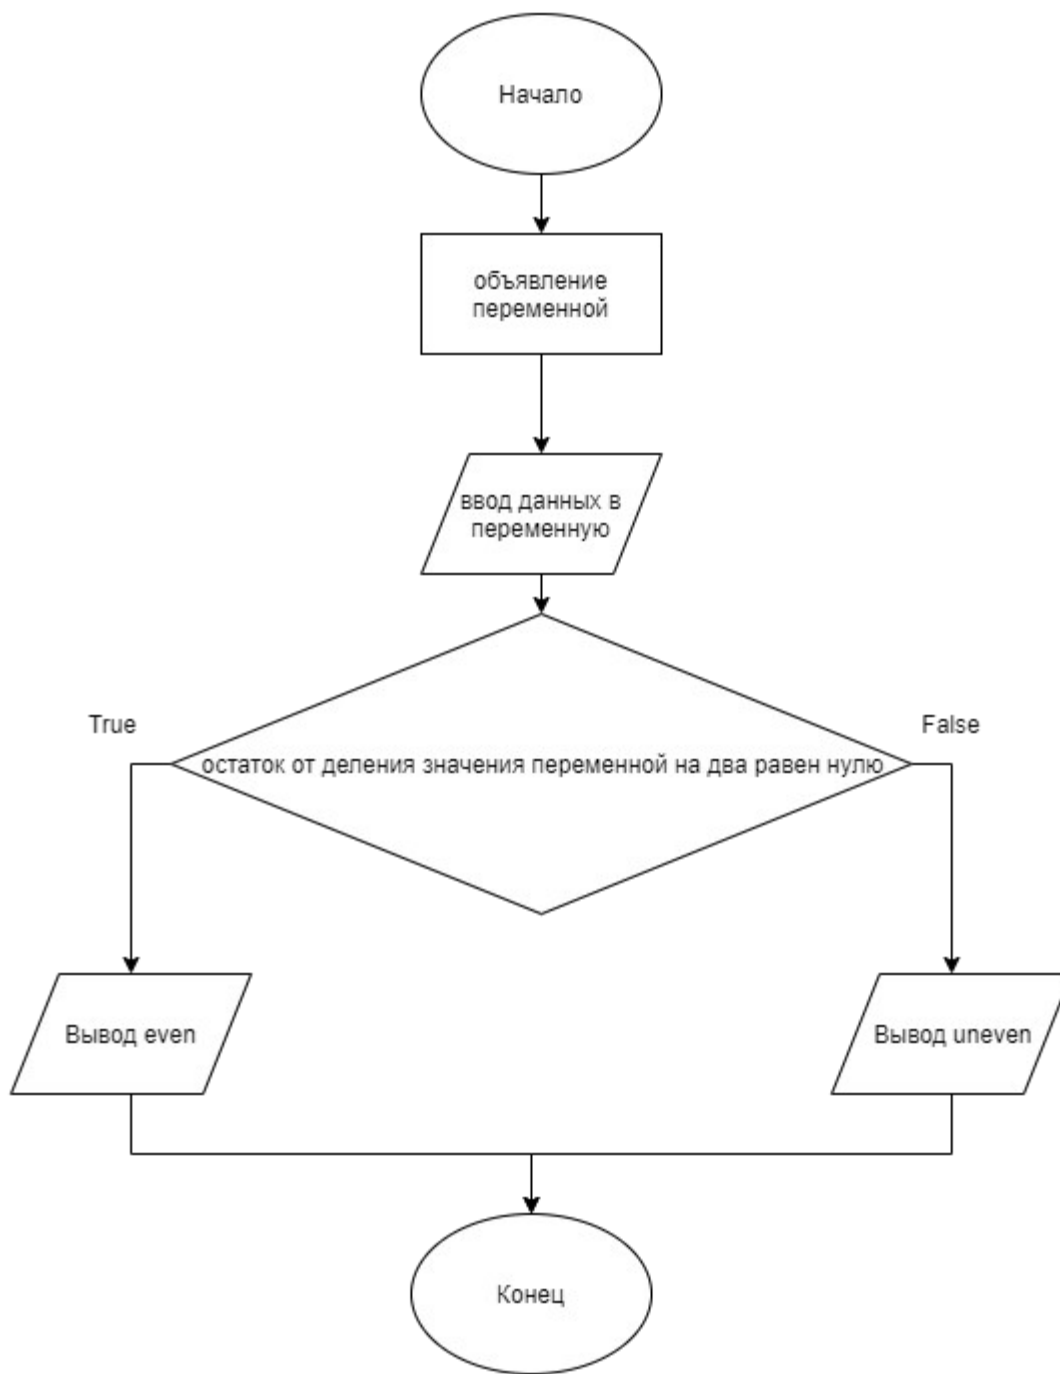 Начало
объявление
переменной
ввод данных в
переменную
True
False
остаток от деления значения переменной на два равен нулю
Вывод even
Вывод uneven
Конец